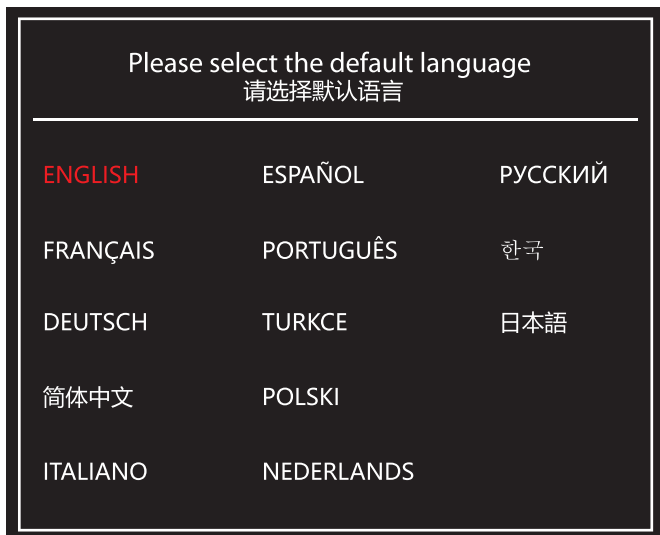 Please select the default language
请选择默认语言
ENGLISH ESPAÑOL РУССКИЙ
FRANÇAIS PORTUGUÊS 한국
DEUTSCH TURKCE 日本語
简体中文 POLSKI
ITALIANO NEDERLANDS